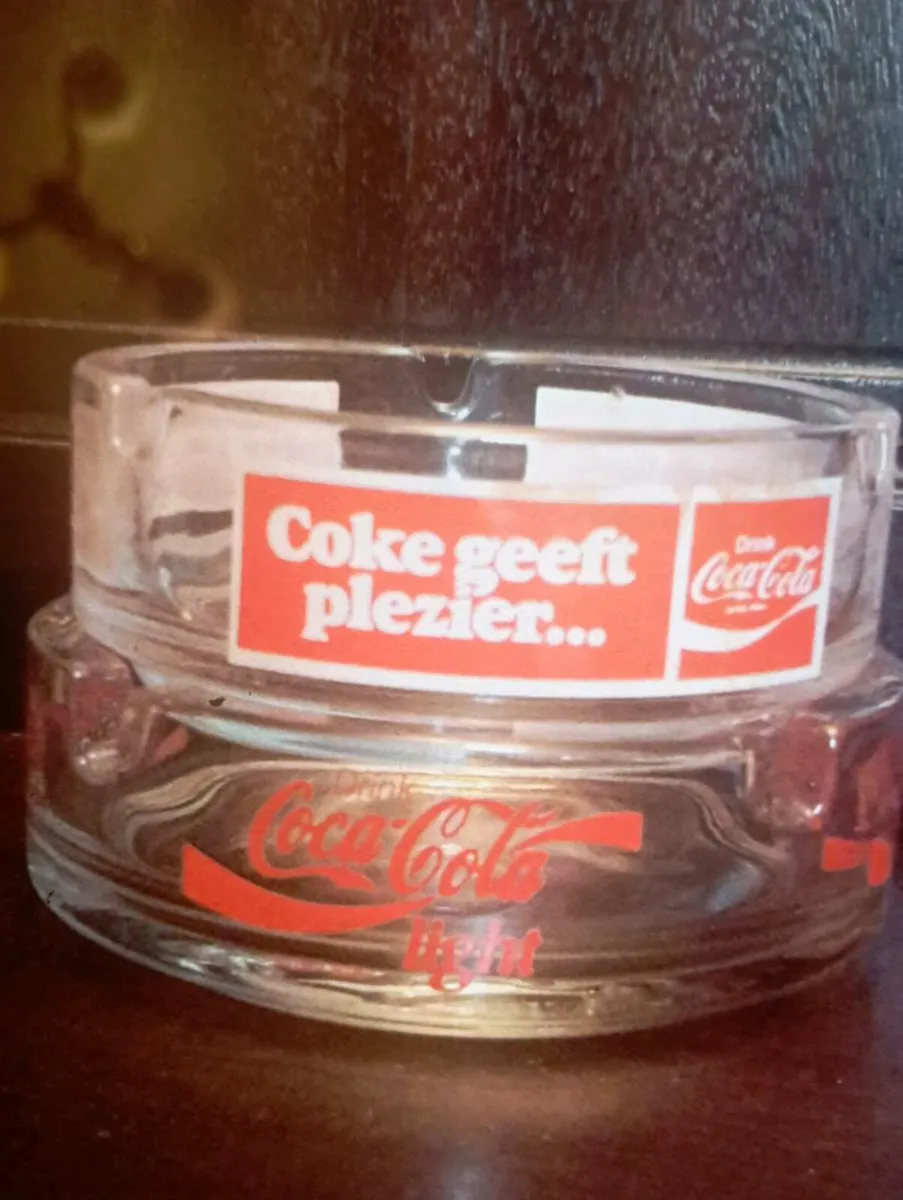 Coke geeft
plezier...
Drink
Coca-Cola
Drink
Coca-Cola
light